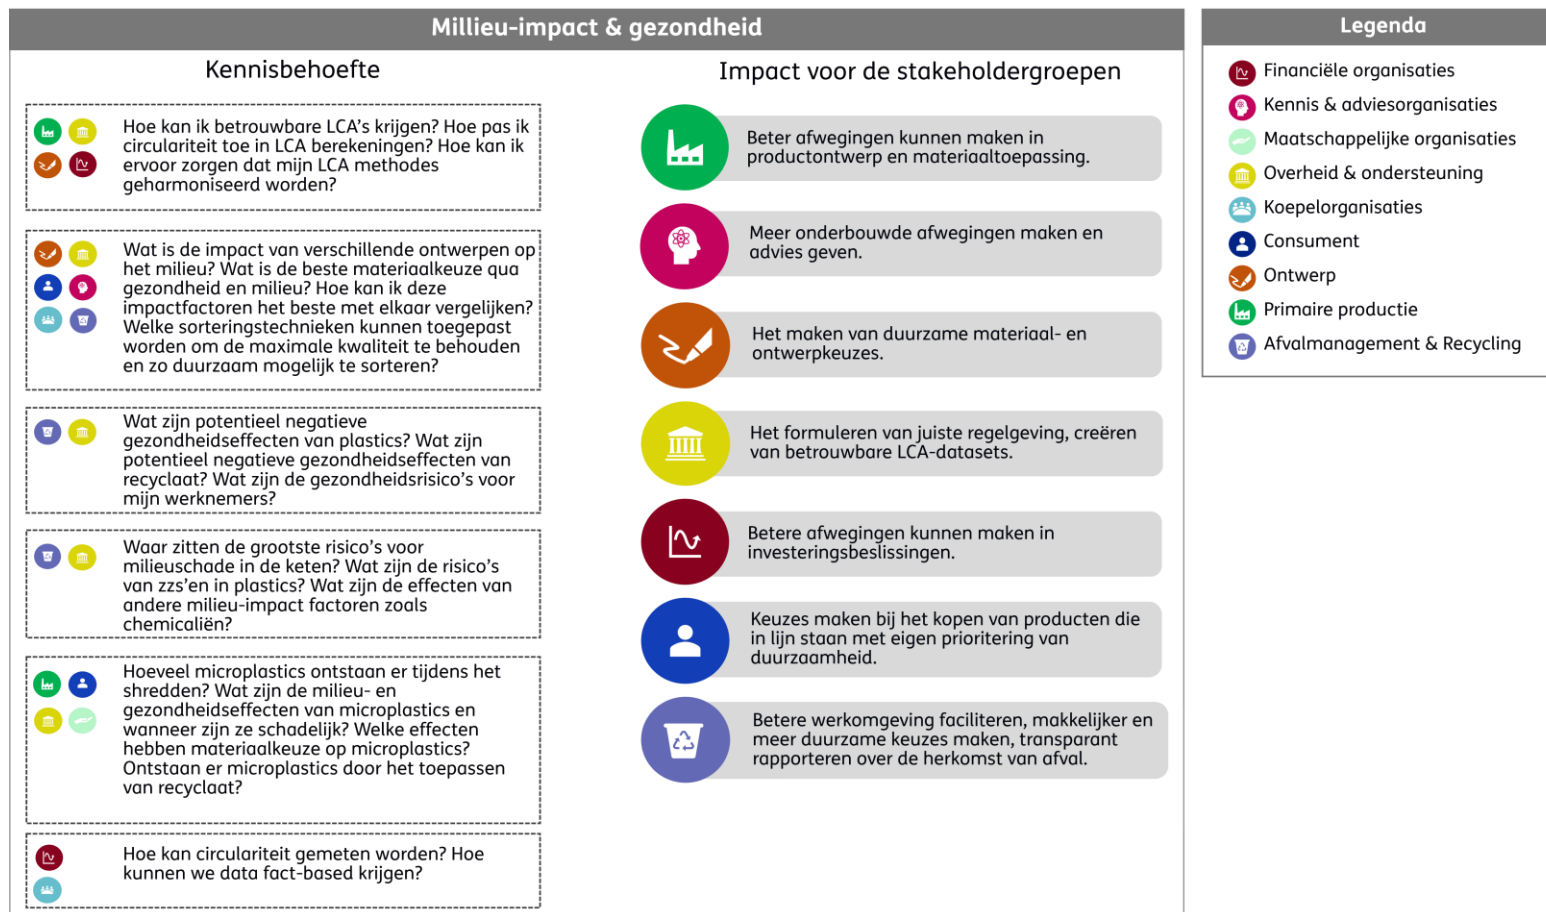 Millieu-impact & gezondheid
Kennisbehoefte
Hoe kan ik betrouwbare LCA's krijgen? Hoe pas ik
circulariteit toe in LCA berekeningen? Hoe kan ik
ervoor zorgen dat mijn LCA methodes
geharmoniseerd worden?
Wat is de impact van verschillende ontwerpen op
het milieu? Wat is de beste materiaalkeuze qua
gezondheid en milieu? Hoe kan ik deze
impactfactoren het beste met elkaar vergelijken?
Welke sorteringstechnieken kunnen toegepast
worden om de maximale kwaliteit te behouden
en zo duurzaam mogelijk te sorteren?
Wat zijn potentieel negatieve
gezondheidseffecten van plastics? Wat zijn
potentieel negatieve gezondheidseffecten van
recyclaat? Wat zijn de gezondheidsrisico's voor
mijn werknemers?
Waar zitten de grootste risico's voor
milieuschade in de keten? Wat zijn de risico's
van zzs'en in plastics? Wat zijn de effecten van
andere milieu-impact factoren zoals
chemicaliën?
Hoeveel microplastics ontstaan er tijdens het
shredden? Wat zijn de milieu- en
gezondheidseffecten van microplastics en
wanneer zijn ze schadelijk? Welke effecten
hebben materiaalkeuze op microplastics?
Ontstaan er microplastics door het toepassen
van recyclaat?
Hoe kan circulariteit gemeten worden? Hoe
kunnen we data fact-based krijgen?
Impact voor de stakeholdergroepen
Beter afwegingen kunnen maken in
productontwerp en materiaaltoepassing.
Meer onderbouwde afwegingen maken en
advies geven.
Het maken van duurzame materiaal- en
ontwerpkeuzes.
Het formuleren van juiste regelgeving, creëren
van betrouwbare LCA-datasets.
Betere afwegingen kunnen maken in
investeringsbeslissingen.
Keuzes maken bij het kopen van producten die
in lijn staan met eigen prioritering van
duurzaamheid.
Betere werkomgeving faciliteren, makkelijker en
meer duurzame keuzes maken, transparant
rapporteren over de herkomst van afval.
Legenda
Financiële organisaties
Kennis & adviesorganisaties
Maatschappelijke organisaties
Overheid & ondersteuning
Koepelorganisaties
Consument
Ontwerp
Primaire productie
Afvalmanagement & Recycling